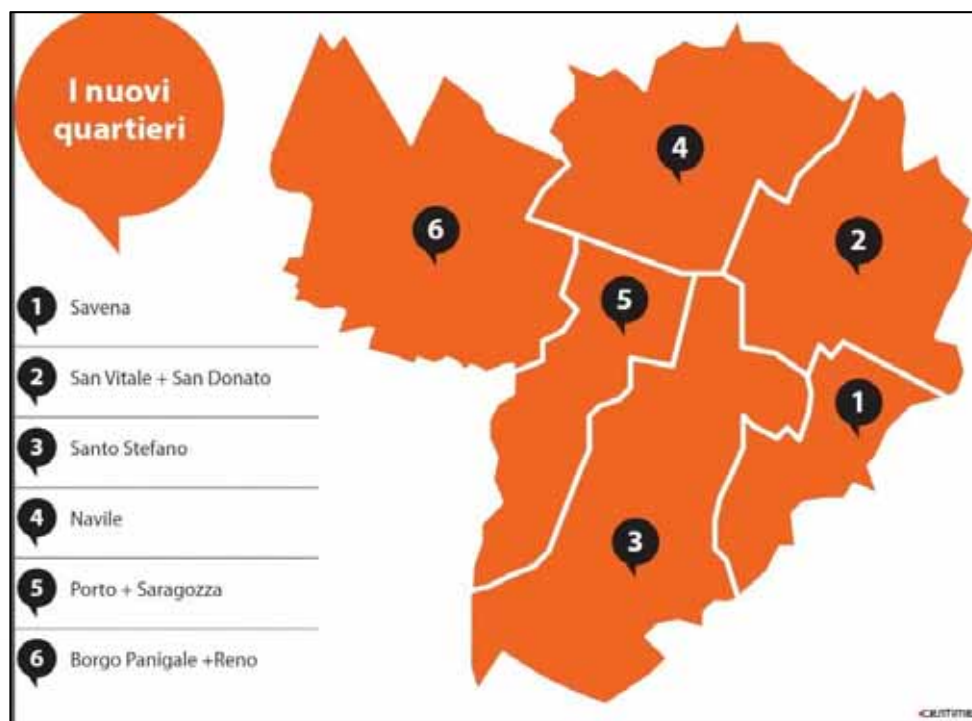 I nuovi
quartieri
1 Savena
2 San Vitale + San Donato
3 Santo Stefano
4 Navile
5 Porto + Saragozza
6 Borgo Panigale +Reno
4
6
2
5
1
3